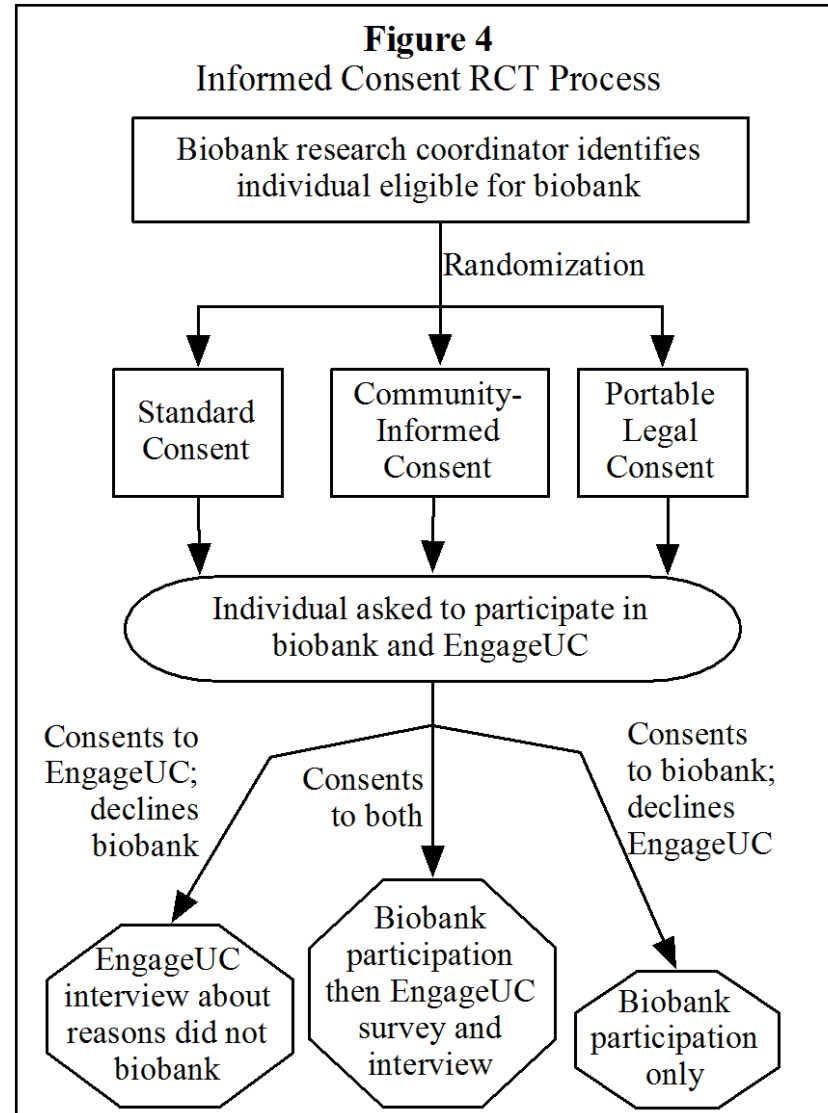 Figure 4
Informed Consent RCT Process
Biobank research coordinator identifies
individual eligible for biobank
Randomization
Standard
Consent
Community-
Informed
Consent
Portable
Legal
Consent
Individual asked to participate in
biobank and EngageUC
Consents to
EngageUC;
declines
biobank
Consents
to both
Consents
to biobank;
declines
EngageUC
EngageUC
interview about
reasons did not
biobank
Biobank
participation
then EngageUC
survey and
interview
Biobank
participation
only